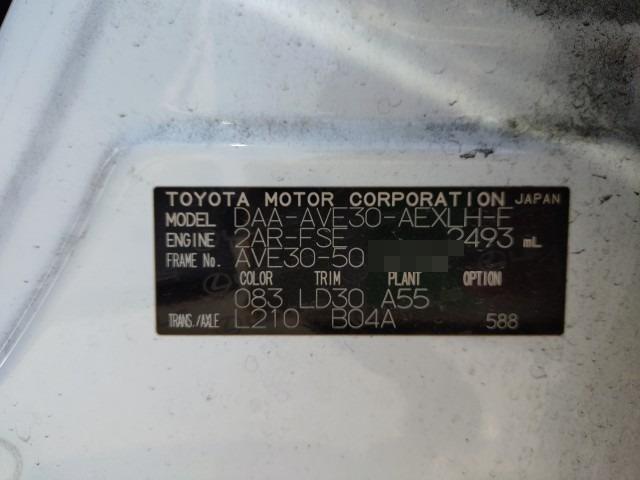 TOYOTA MOTOR CORPORATION JAPAN
MODEL DAA-AVE30-AEXLH-F
ENGINE 2AR-FSE 2493 mL
FRAME No. AVE30-50
COLOR TRIM PLANT OPTION
083 LD30 A55
TRANS./AXLE L210 B04A 588